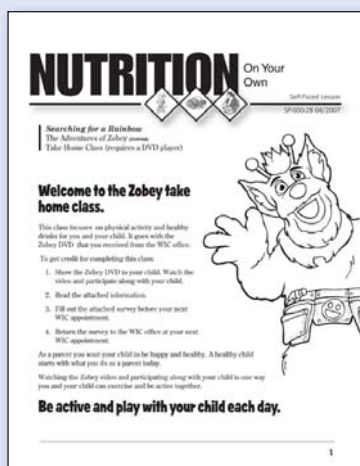 NUTRITION On Your
Own
Self-Paced Lesson
SP-000-28 04/2007
Searching for a Rainbow
The Adventures of Zobey
Take Home Class (requires a DVD player)
Welcome to the Zobey take
home class.
This class focuses on physical activity and healthy
drinks for you and your child. It goes with the
Zobey DVD that you received from the WIC office.
To get credit for completing this class:
1. Show the Zobey DVD to your child. Watch the
video and participate along with your child.
2. Read the attached information.
3. Fill out the attached survey before your next
WIC appointment.
4. Return the survey to the WIC office at your next
WIC appointment.
As a parent you want your child to be happy and healthy. A healthy child
starts with what you do as a parent today.
Watching the Zobey video and participating along with your child is one way
you and your child can exercise and be active together.
Be active and play with your child each day.
1